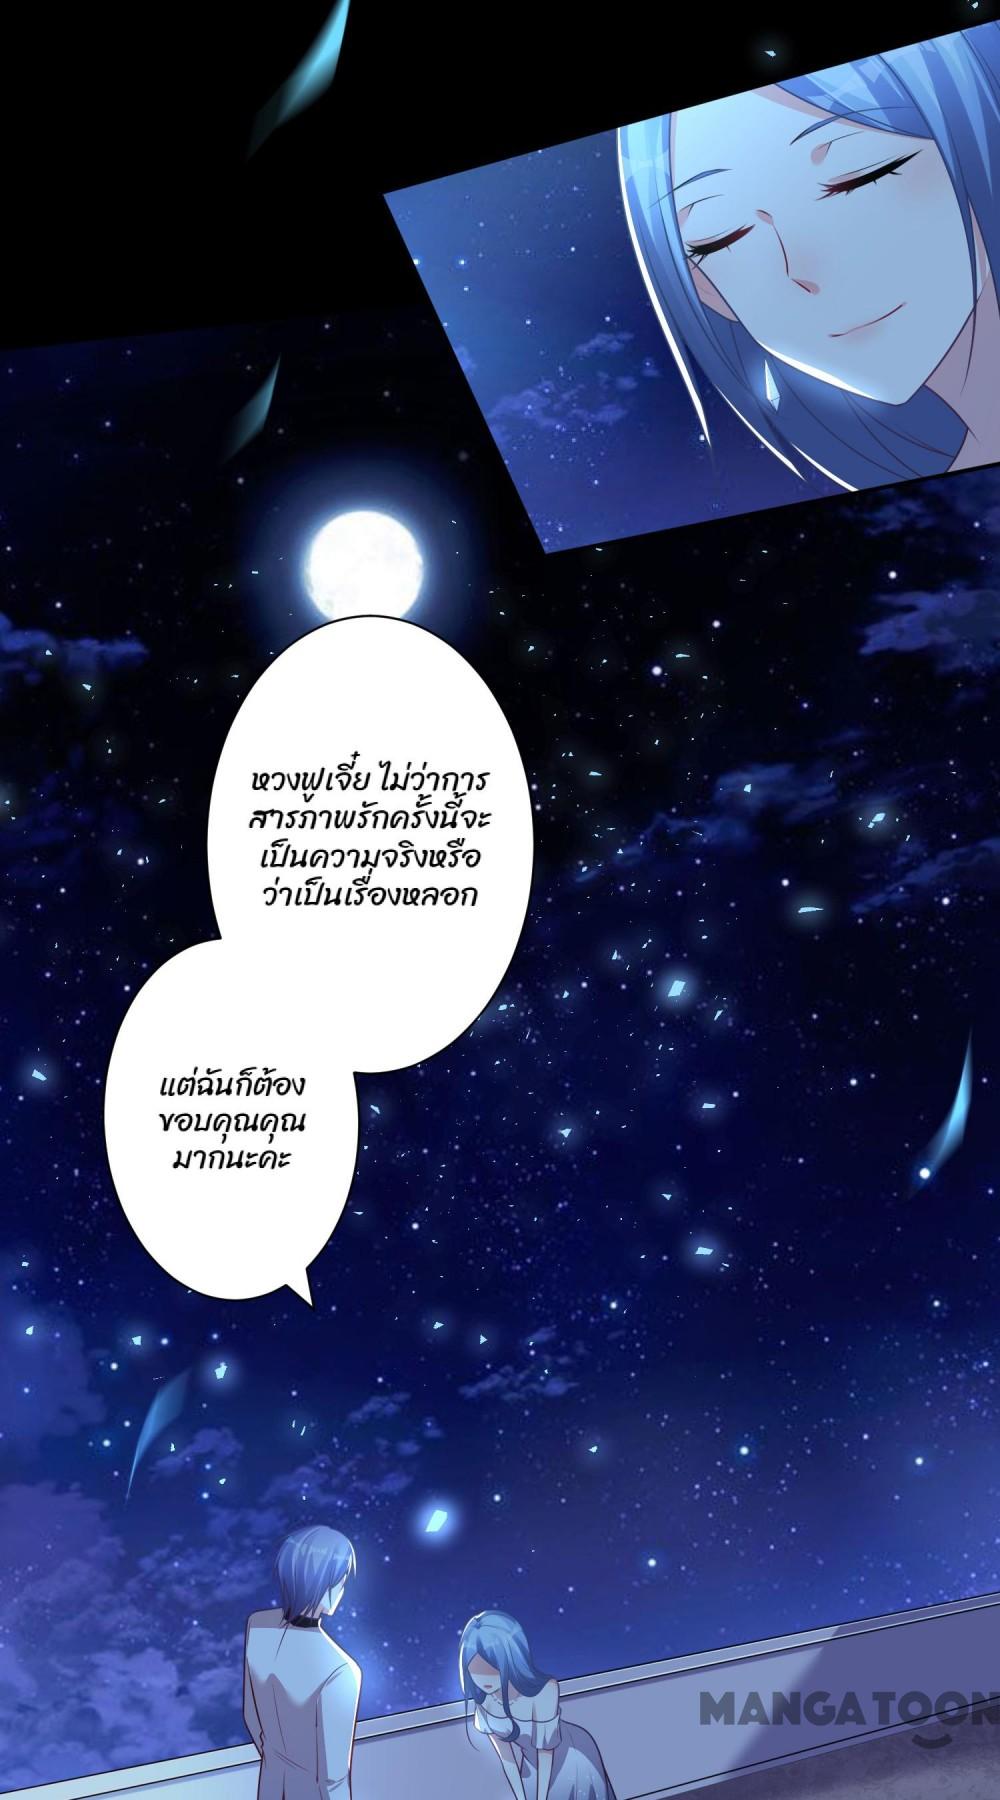 หวงฟูเจี๋ย ไม่ว่าการ
สารภาพรักครั้งนี้จะ
เป็นความจริงหรือ
ว่าเป็นเรื่องหลอก
แต่ฉันก็ต้อง
ขอบคุณคุณ
มากนะคะ
MANGATOON